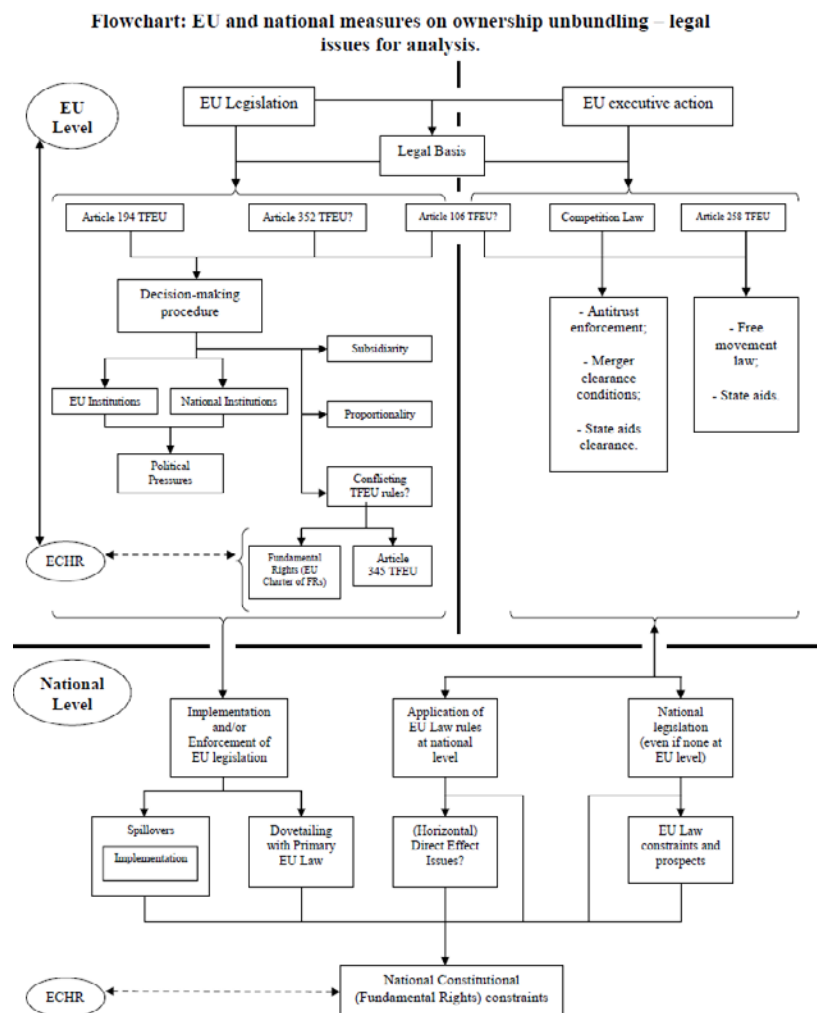 Flowchart: EU and national measures on ownership unbundling – legal
issues for analysis.
EU
Level
EU Legislation
EU executive action
Legal Basis
Article 194 TFEU
Article 352 TFEU?
Article 106 TFEU?
Competition Law
Article 258 TFEU
Decision-making
procedure
Subsidiarity
EU Institutions
National Institutions
Proportionality
Political
Pressures
Conflicting
TFEU rules?
- Antitrust
enforcement;
- Merger
clearance
conditions;
- State aids
clearance.
- Free
movement
law;
- State aids.
ECHR
Fundamental
Rights (EU
Charter of FRs)
Article
345 TFEU
National
Level
Implementation
and/or
Enforcement of
EU legislation
Application of
EU Law rules
at national
level
National
legislation
(even if none at
EU level)
Spillovers
Implementation
Dovetailing
with Primary
EU Law
(Horizontal)
Direct Effect
Issues?
EU Law
constraints and
prospects
ECHR
National Constitutional
(Fundamental Rights) constraints